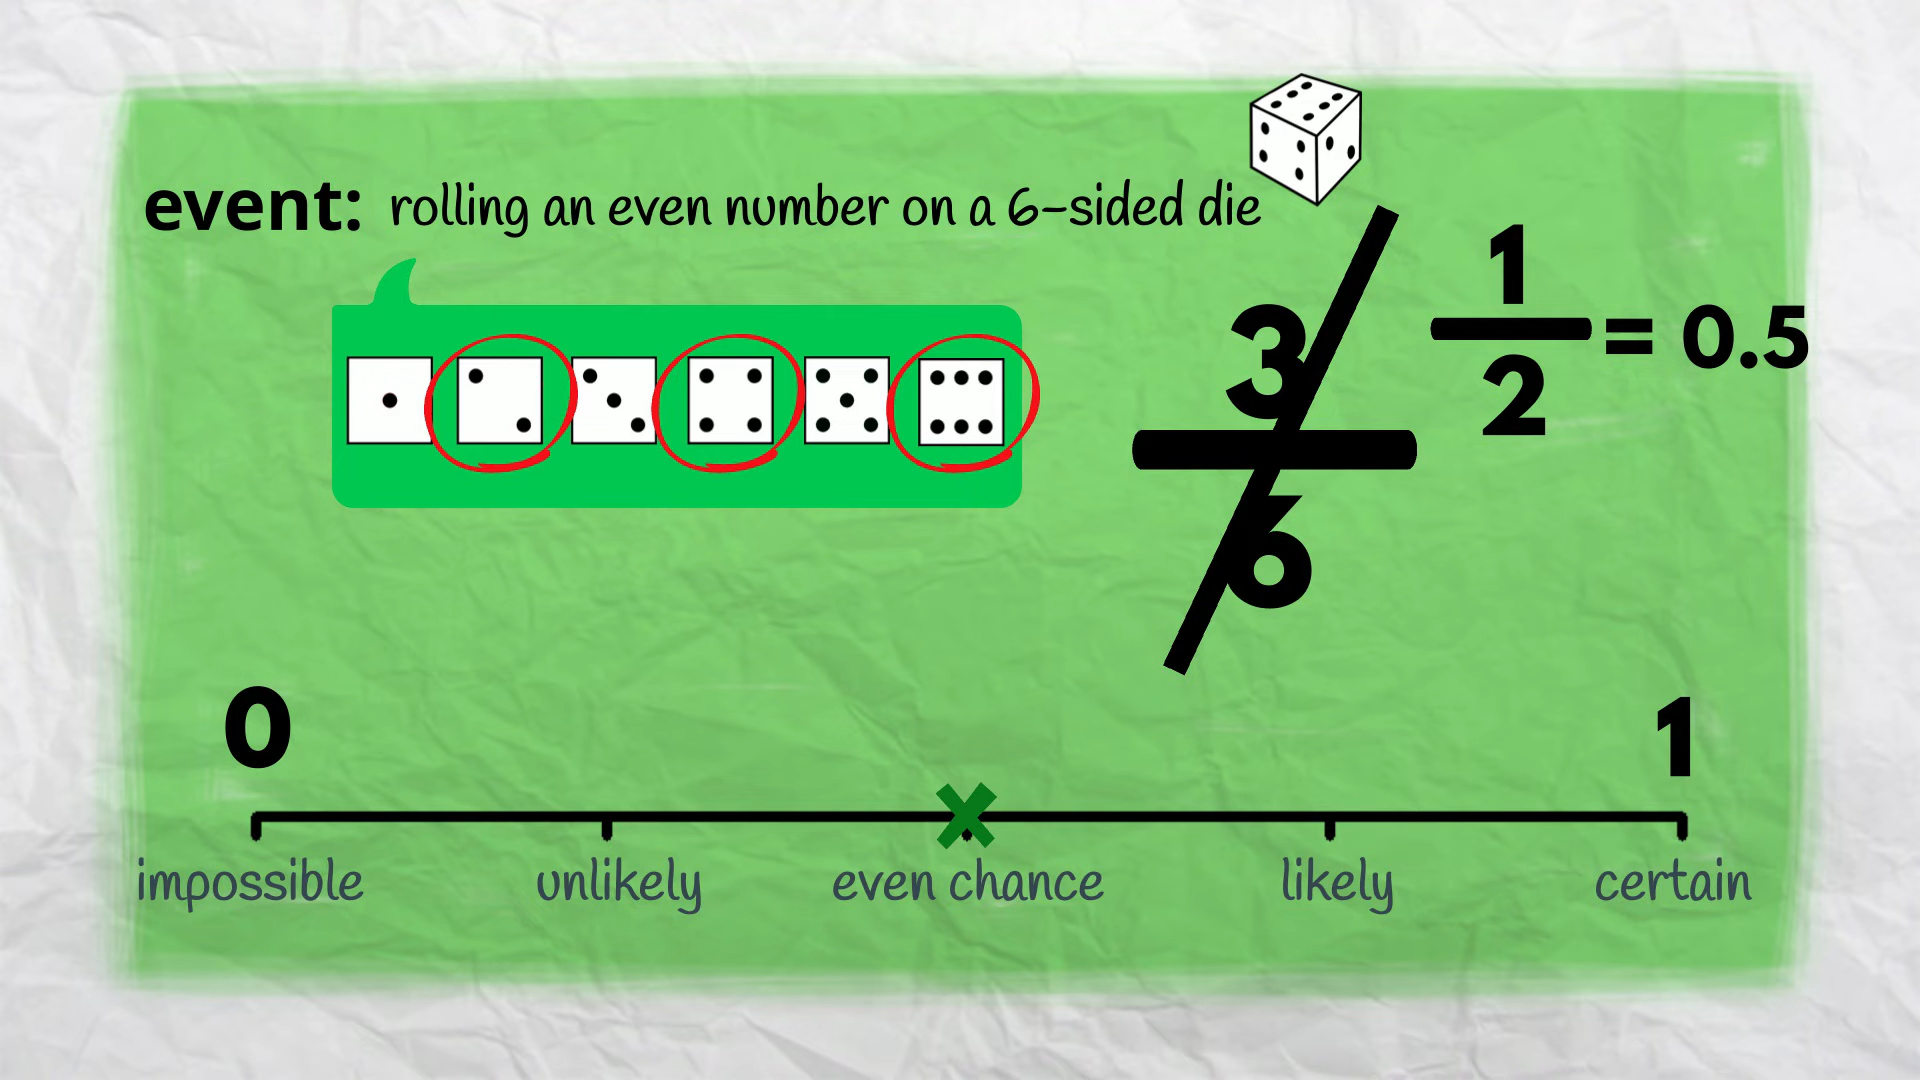 event: rolling an even number on a 6-sided die
3
6
1
2
= 0.5
0
1
impossible
unlikely
even chance
likely
certain